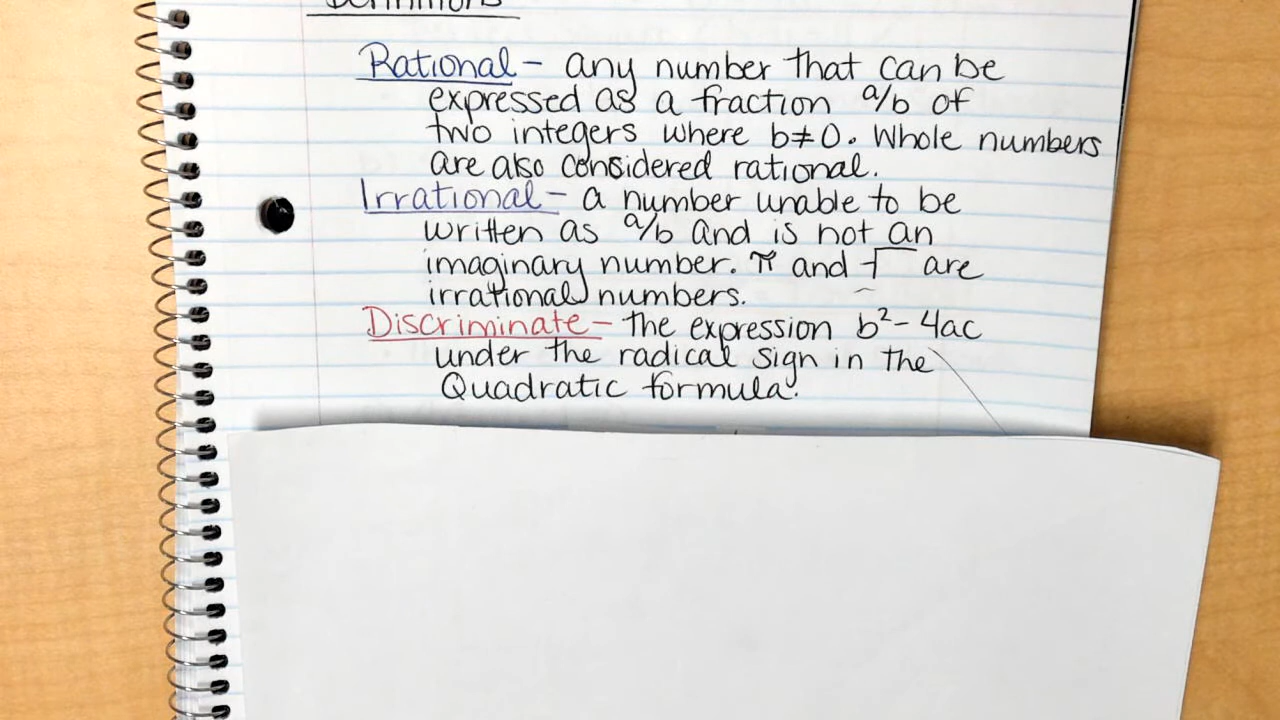 Definitions
Rational - any number that can be
expressed as a fraction a/b of
two integers where b≠0. Whole numbers
are also considered rational.
Irrational - a number unable to be
written as a/b and is not an
imaginary number. π and √ are
irrational numbers.
Discriminate - the expression b²-4ac
under the radical sign in the
Quadratic formula.